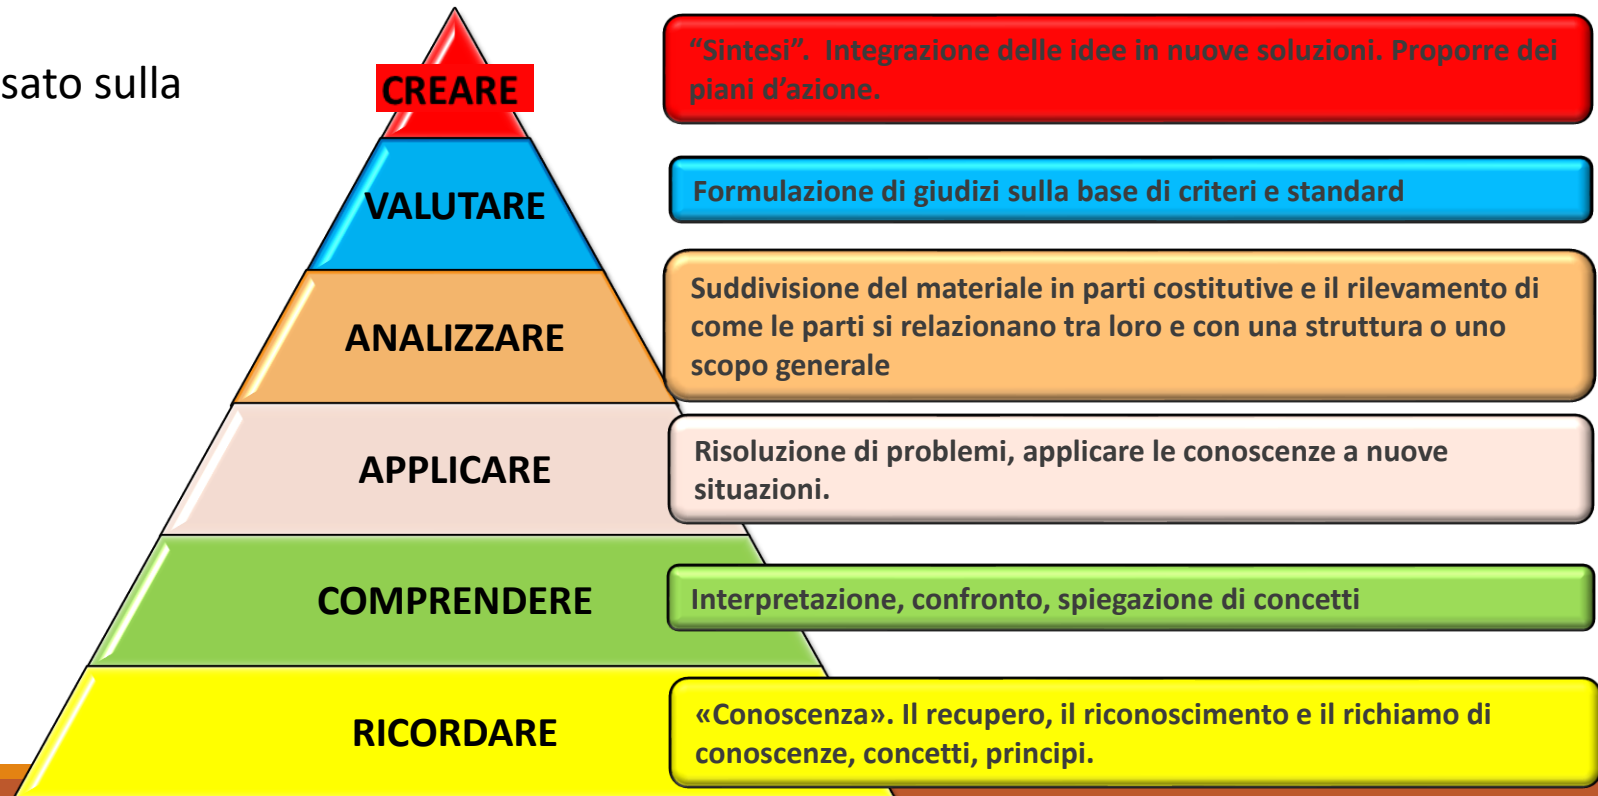 sato sulla
CREARE
“Sintesi”. Integrazione delle idee in nuove soluzioni. Proporre dei
piani d’azione.
VALUTARE
Formulazione di giudizi sulla base di criteri e standard
ANALIZZARE
Suddivisione del materiale in parti costitutive e il rilevamento di
come le parti si relazionano tra loro e con una struttura o uno
scopo generale
APPLICARE
Risoluzione di problemi, applicare le conoscenze a nuove
situazioni.
COMPRENDERE
Interpretazione, confronto, spiegazione di concetti
RICORDARE
«Conoscenza». Il recupero, il riconoscimento e il richiamo di
conoscenze, concetti, principi.